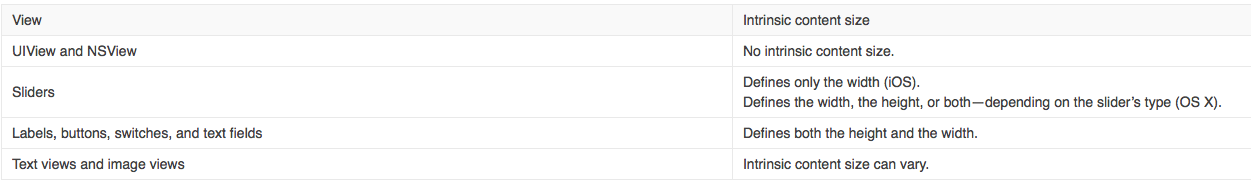 View Intrinsic content size
UIView and NSView No intrinsic content size.
Sliders Defines only the width (iOS).
Defines the width, the height, or both—depending on the slider's type (OS X).
Labels, buttons, switches, and text fields Defines both the height and the width.
Text views and image views Intrinsic content size can vary.